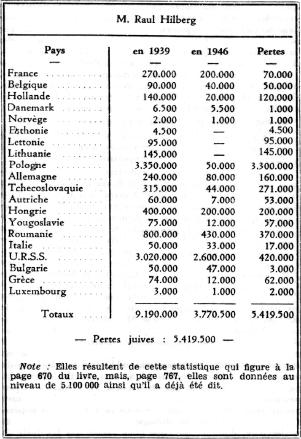 M. Raul Hilberg
Pays en 1939 en 1946 Pertes
France .......... 270.000 200.000 70.000
Belgique ........ 90.000 40.000 50.000
Hollande ........ 140.000 20.000 120.000
Danemark ........ 6.500 5.500 1.000
Norvège ......... 2.000 1.000 1.000
Esthonie ........ 4.500 — 4.500
Lettonie ........ 95.000 — 95.000
Lithuanie ....... 145.000 — 145.000
Pologne ......... 3.350.000 50.000 3.300.000
Allemagne ....... 240.000 80.000 160.000
Tchecoslovaquie 315.000 44.000 271.000
Autriche ........ 60.000 7.000 53.000
Hongrie ......... 400.000 200.000 200.000
Yougoslavie ..... 75.000 12.000 57.000
Roumanie ........ 800.000 430.000 370.000
Italie .......... 50.000 33.000 17.000
U.R.S.S. ........ 3.020.000 2.600.000 420.000
Bulgarie ........ 50.000 47.000 3.000
Grèce ........... 74.000 12.000 62.000
Luxembourg ...... 3.000 1.000 2.000
Totaux ..... 9.190.000 3.770.500 5.419.500
— Pertes juives : 5.419.500 —
Note : Elles résultent de cette statistique qui figure à la
page 670 du livre, mais, page 767, elles sont données au
niveau de 5.100 000 ainsi qu'il a déjà été dit.